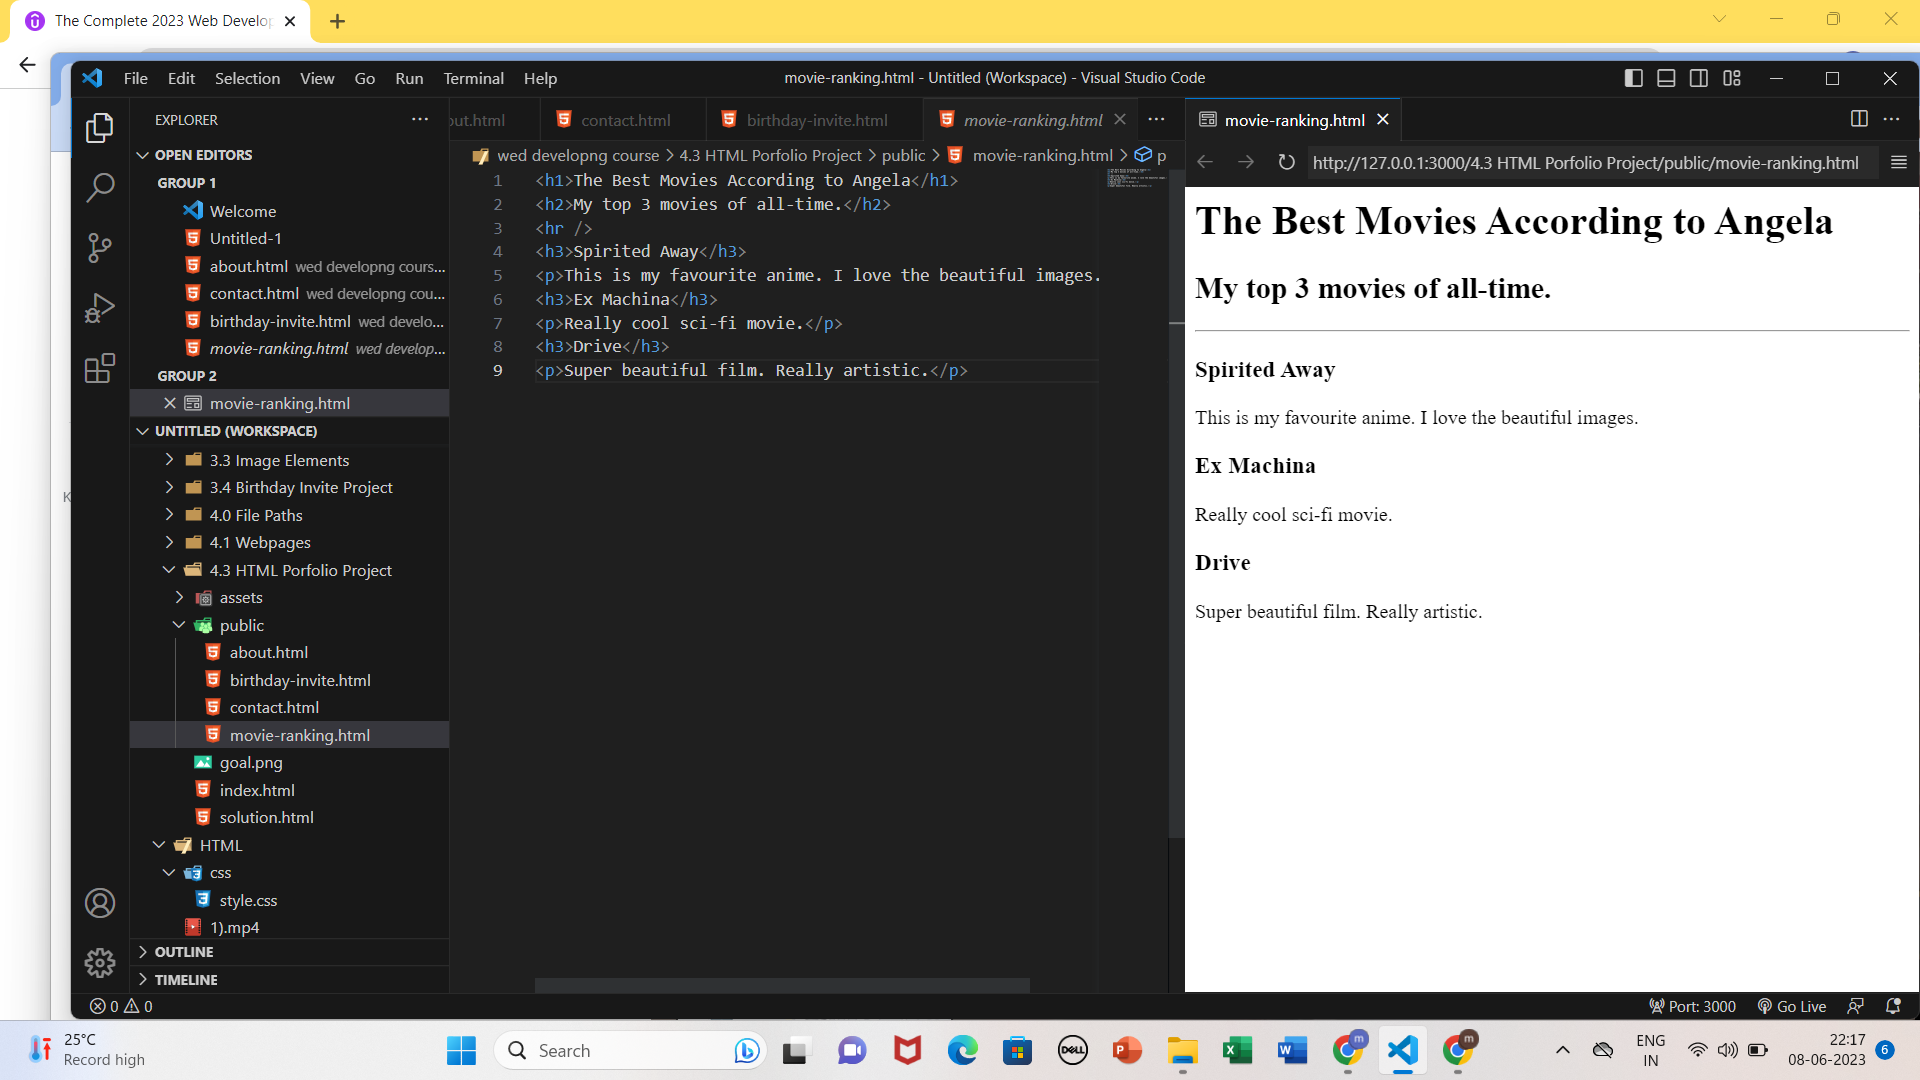 The Complete 2023 Web Develo
File Edit Selection View Go Run Terminal Help
movie-ranking.html - Untitled (Workspace) - Visual Studio Code
EXPLORER
OPEN EDITORS
GROUP 1
Welcome
Untitled-1
about.html wed developng cours...
contact.html wed developng cou...
birthday-invite.html wed develo...
movie-ranking.html wed develop...
GROUP 2
movie-ranking.html
UNTITLED (WORKSPACE)
3.3 Image Elements
3.4 Birthday Invite Project
4.0 File Paths
4.1 Webpages
4.3 HTML Porfolio Project
assets
public
about.html
birthday-invite.html
contact.html
movie-ranking.html
goal.png
index.html
solution.html
HTML
css
style.css
1).mp4
OUTLINE
TIMELINE
out.html contact.html birthday-invite.html movie-ranking.html
wed developng course > 4.3 HTML Porfolio Project > public > movie-ranking.html > p
1 <h1>The Best Movies According to Angela</h1>
2 <h2>My top 3 movies of all-time.</h2>
3 <hr />
4 <h3>Spirited Away</h3>
5 <p>This is my favourite anime. I love the beautiful images.
6 <h3>Ex Machina</h3>
7 <p>Really cool sci-fi movie.</p>
8 <h3>Drive</h3>
9 <p>Super beautiful film. Really artistic.</p>
movie-ranking.html
http://127.0.0.1:3000/4.3 HTML Porfolio Project/public/movie-ranking.html
The Best Movies According to Angela
My top 3 movies of all-time.
Spirited Away
This is my favourite anime. I love the beautiful images.
Ex Machina
Really cool sci-fi movie.
Drive
Super beautiful film. Really artistic.
K
0 0
Port: 3000 Go Live
25°C
Record high
Search
DELL
ENG
IN
22:17
08-06-2023
6